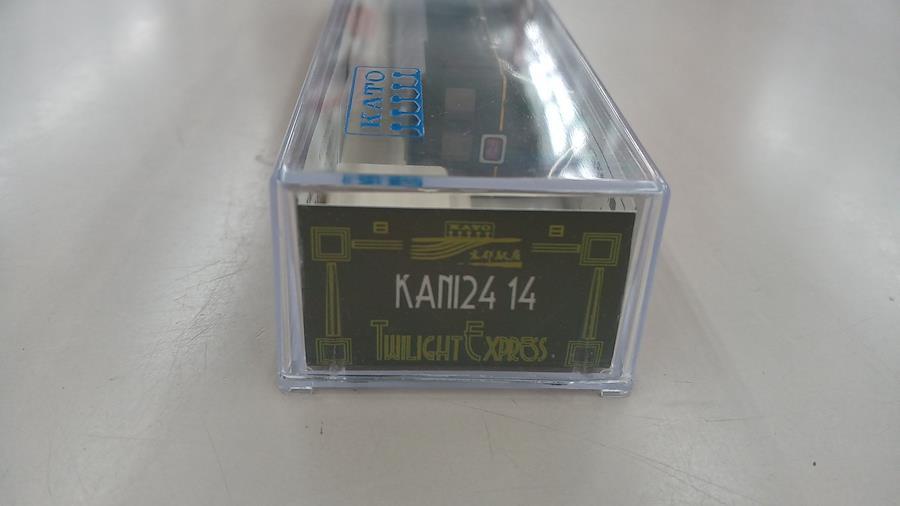 KATO
KATO
KANI24 14
TWILIGHT EXPRESS